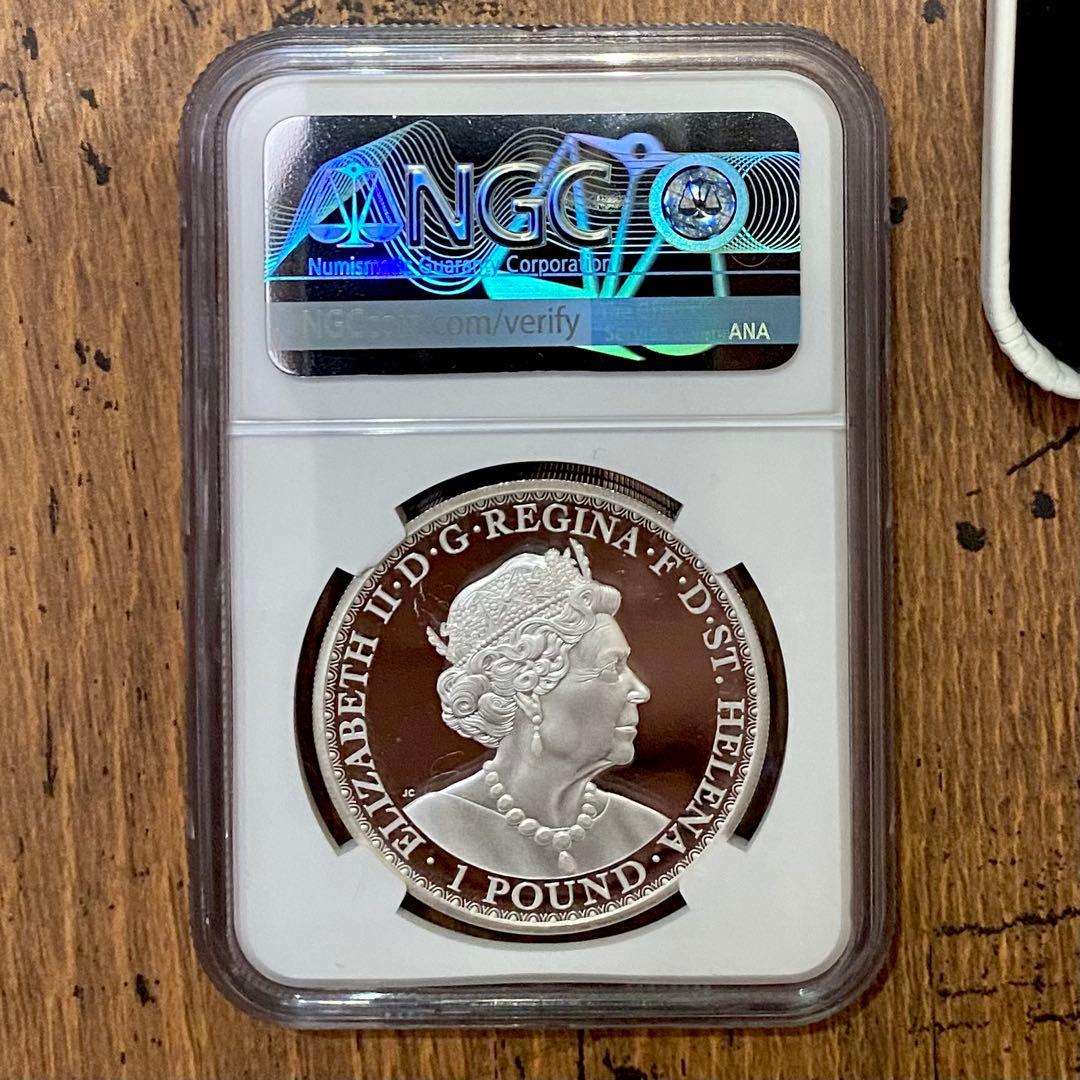 NGC
Numismatic Guaranty Corporation
NGCcoin.com/verify
ANA
ELIZABETH II·D·G·REGINA·F·D·ST. HELENA
· 1 POUND ·
JC